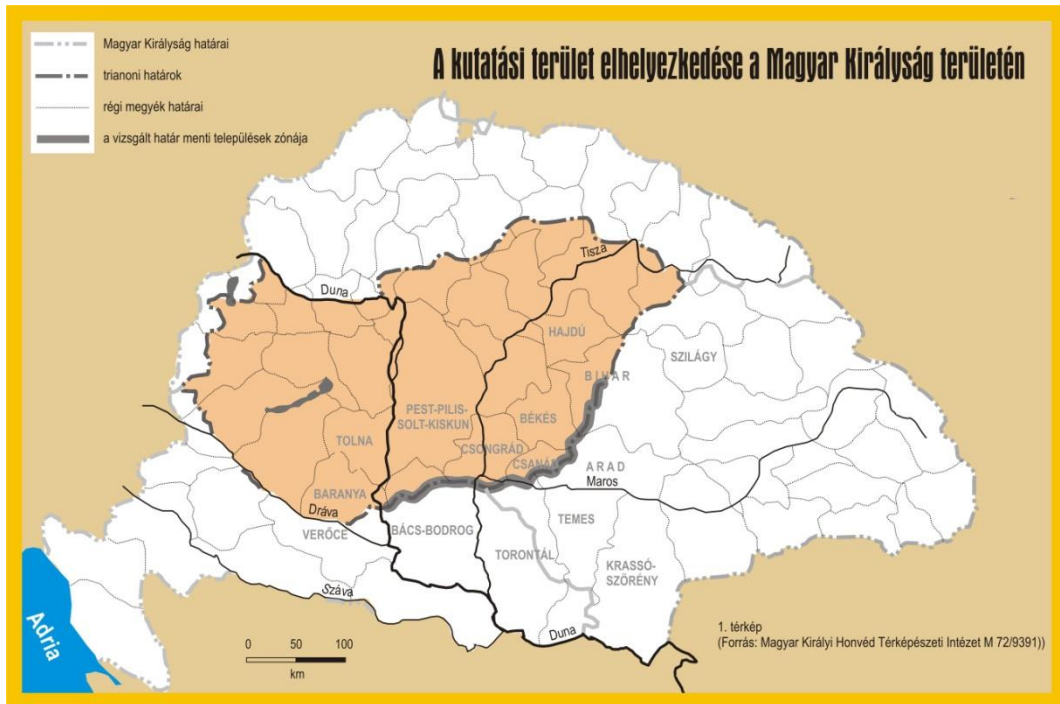 A kutatási terület elhelyezkedése a Magyar Királyság területén
Magyar Királyság határai
trianoni határok
régi megyék határai
a vizsgált határ menti települések zónája
Tisza
Duna
HAJDÚ
SZILÁGY
BIHAR
PEST-PILIS-
SOLT-KISKUN
BÉKÉS
TOLNA
CSONGRÁD
CSANÁD
ARAD
Maros
BARANYA
Dráva
VERŐCE
BÁCS-BODROG
TEMES
TORONTÁL
KRASSÓ-
SZÖRÉNY
Száva
Duna
Adria
0 50 100
km
1. térkép
(Forrás: Magyar Királyi Honvéd Térképészeti Intézet M 72/9391))